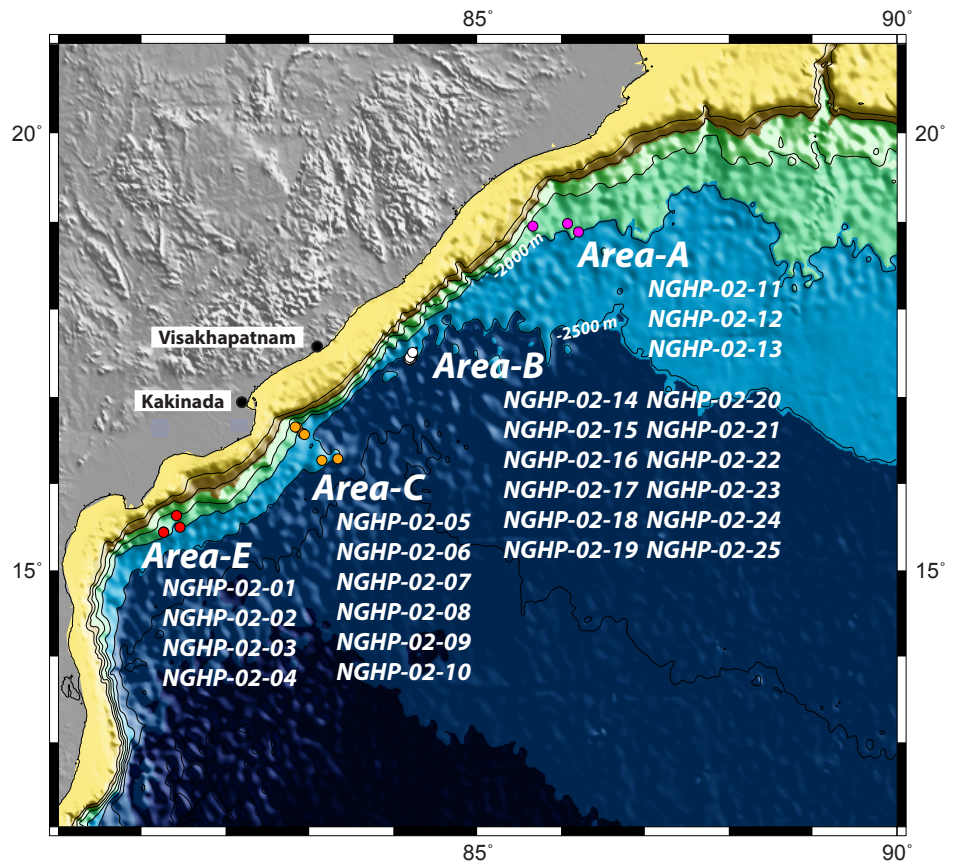 85°
90°
20°
20°
-2000 m
Area-A
NGHP-02-11
NGHP-02-12
NGHP-02-13
-2500 m
Visakhapatnam
Kakinada
Area-B
NGHP-02-14 NGHP-02-20
NGHP-02-15 NGHP-02-21
NGHP-02-16 NGHP-02-22
NGHP-02-17 NGHP-02-23
NGHP-02-18 NGHP-02-24
NGHP-02-19 NGHP-02-25
Area-C
NGHP-02-05
NGHP-02-06
NGHP-02-07
NGHP-02-08
NGHP-02-09
NGHP-02-10
Area-E
NGHP-02-01
NGHP-02-02
NGHP-02-03
NGHP-02-04
15°
15°
85°
90°